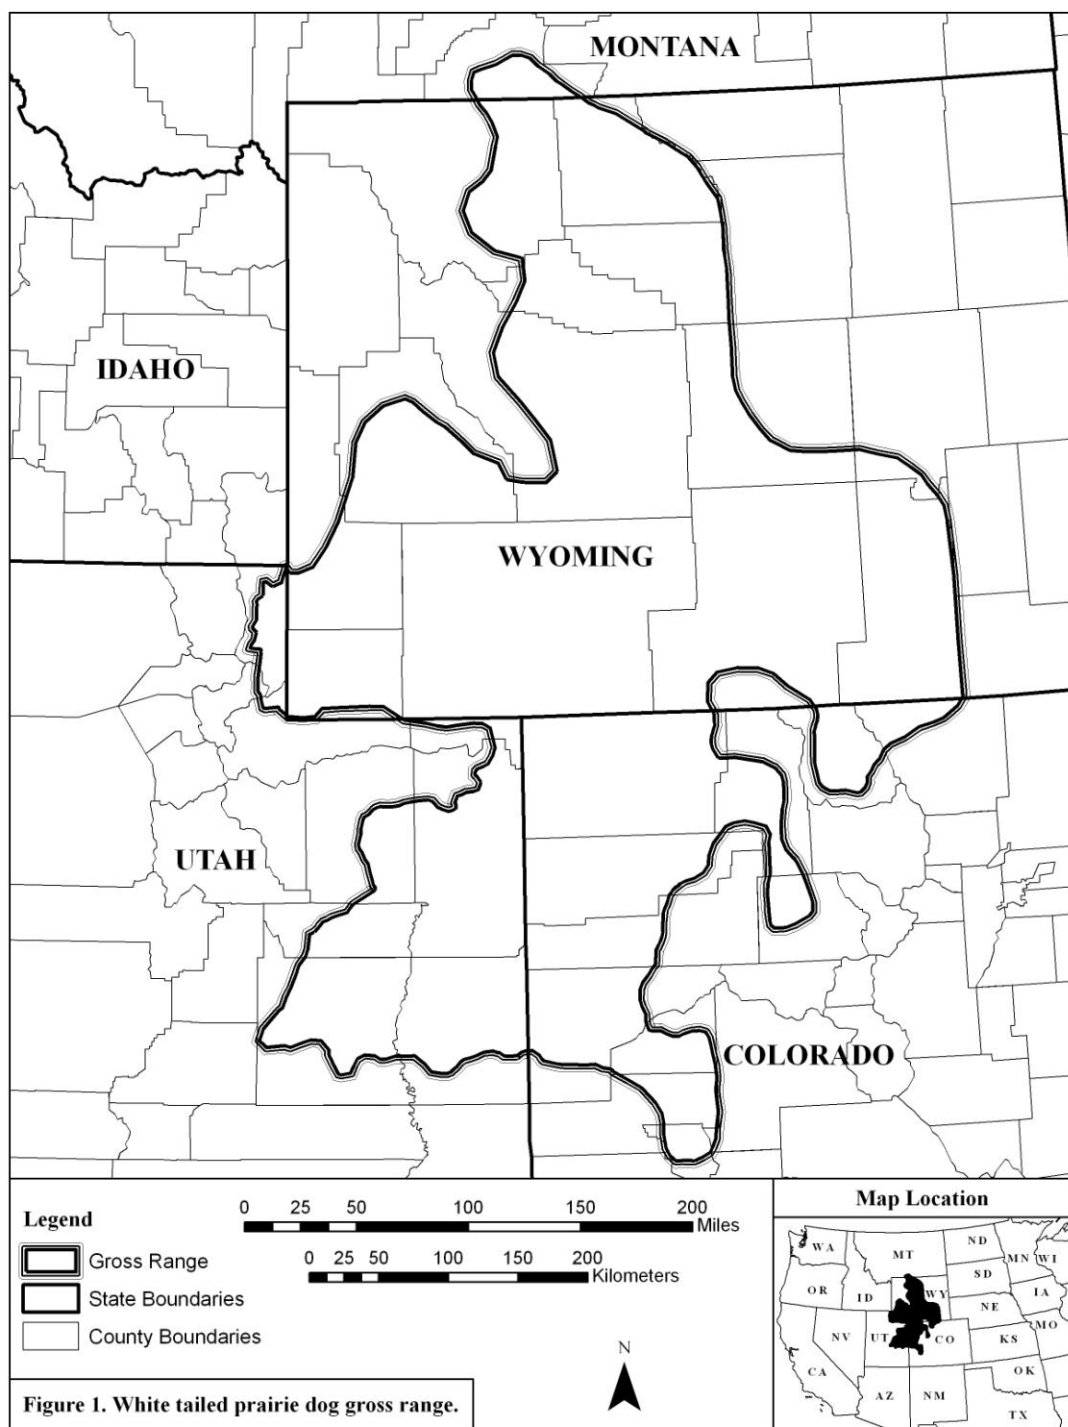 MONTANA
IDAHO
WYOMING
UTAH
COLORADO
Legend
Gross Range
State Boundaries
County Boundaries
0 25 50 100 150 200
Miles
0 25 50 100 150 200
Kilometers
N
Figure 1. White tailed prairie dog gross range.
Map Location
WA
MT
ND
MN
WI
OR
ID
WY
SD
IA
NE
NV
UT
CO
MO
KS
CA
OK
AZ
NM
TX